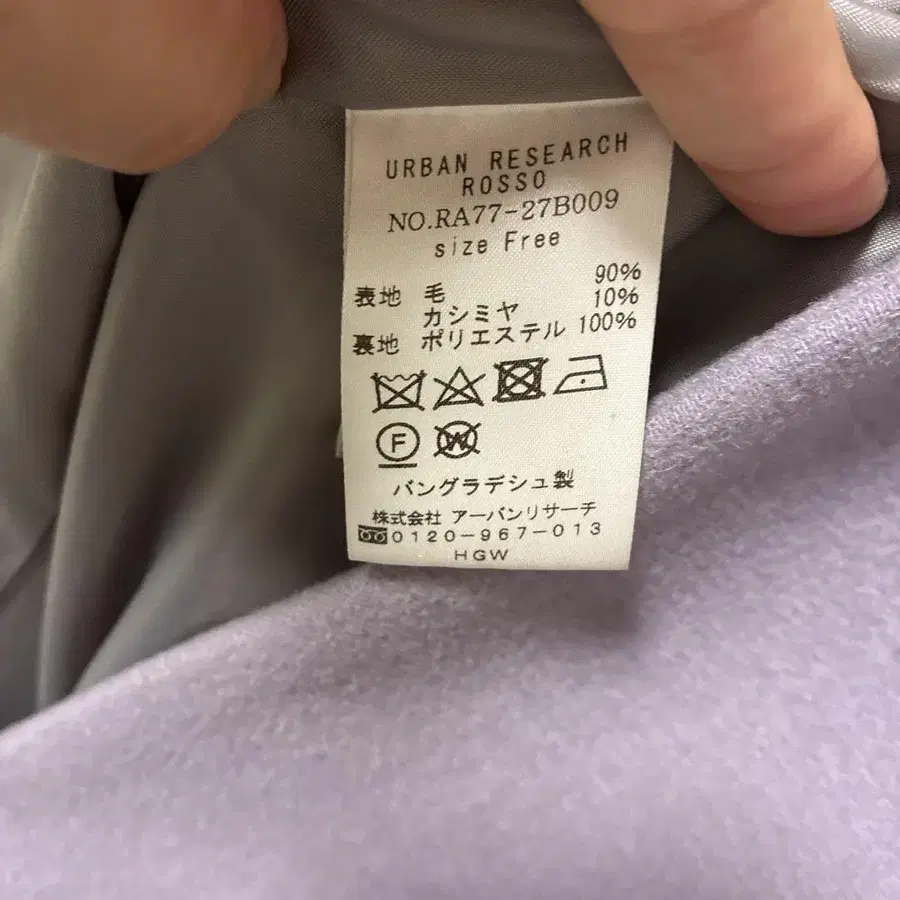 URBAN RESEARCH
ROSSO
NO.RA77-27B009
size Free
表地 毛 90%
カシミヤ 10%
裏地 ポリエステル 100%
F W
バングラデシュ製
株式会社 アーバンリサーチ
0120-967-013
HGW